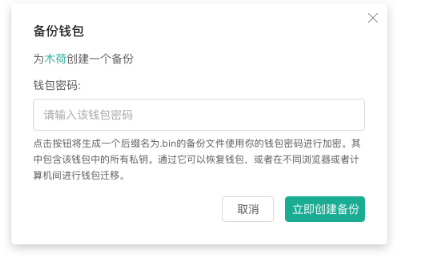 备份钱包
为木荷创建一个备份
钱包密码:
请输入该钱包密码
点击按钮将生成一个后缀名为.bin的备份文件使用你的钱包密码进行加密。其
中包含该钱包中的所有私钥。通过它可以恢复钱包，或者在不同浏览器或者计
算机间进行钱包迁移。
取消 立即创建备份